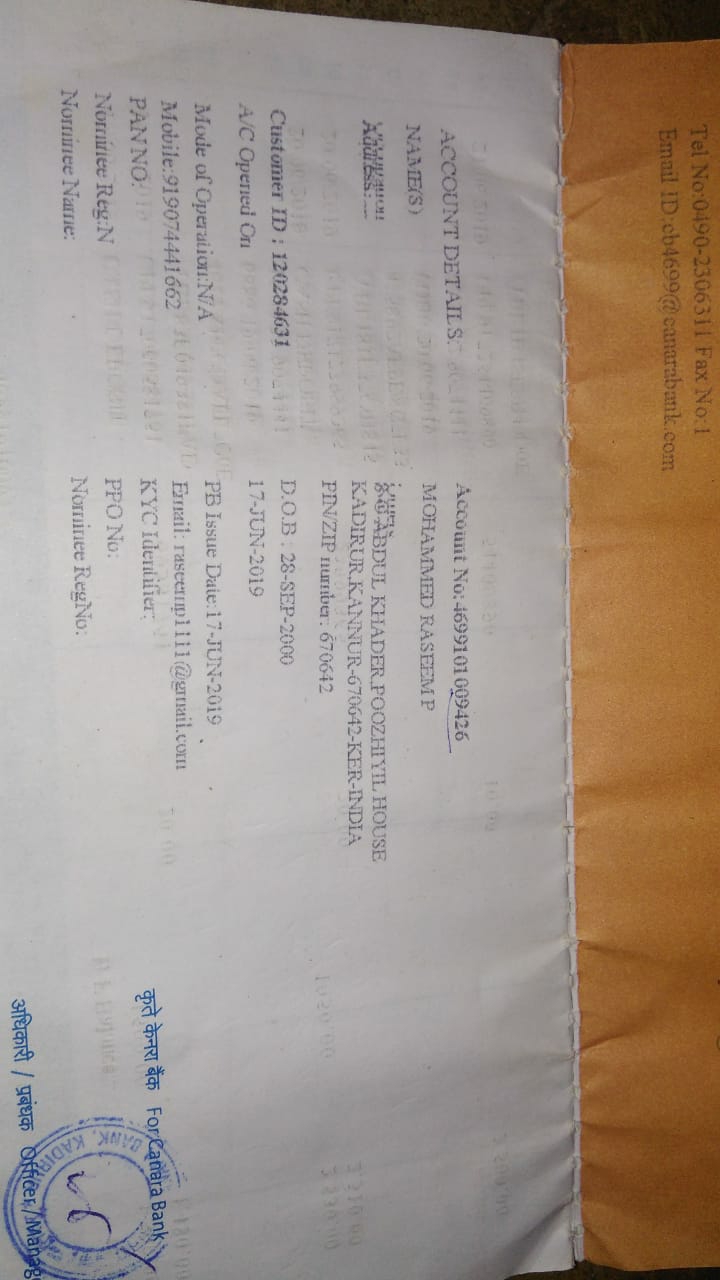 Tel No:0490-2306311 Fax No:1
Email ID:cb4699@canarabank.com
ACCOUNT DETAILS: Account No:4699101009426
NAME(S) MOHAMMED RASEEM P
Occupation Others
Address: ABDUL KHADER,POOZHIYIL HOUSE
KADIRUR,KANNUR-670642-KER-INDIA
PIN/ZIP number: 670642
Customer ID : 120284631 D.O.B : 28-SEP-2000
A/C Opened On 17-JUN-2019
Mode of Operation:N/A PB Issue Date:17-JUN-2019
Mobile:919074441662 Email: raseemp1111@gmail.com
PAN NO: KYC Identifier:
Nominee Reg:N PPO No:
Nominee Name: Nominee RegNo:
कृते केनरा बैंक For Canara Bank
BANK KADIRUR
अधिकारी / प्रबंधक Officer / Manage